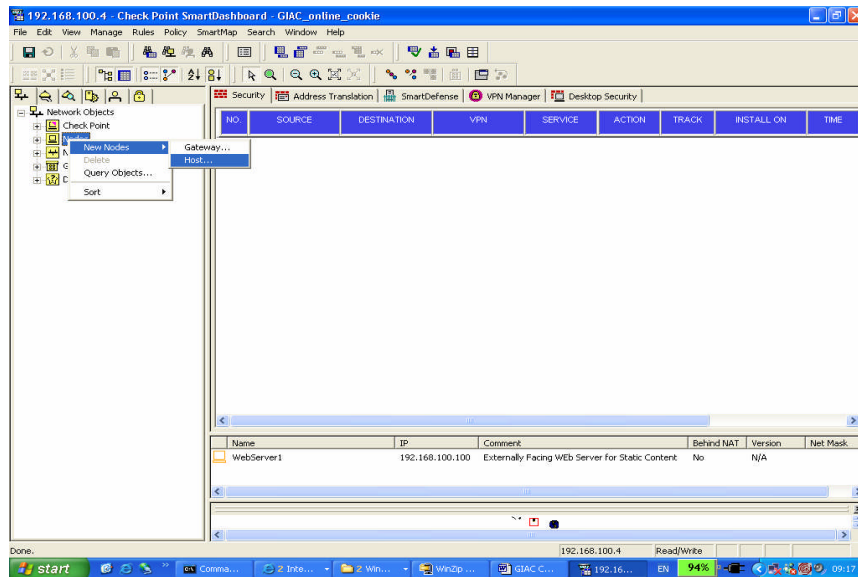 192.168.100.4 - Check Point SmartDashboard - GIAC_online_cookie
File Edit View Manage Rules Policy SmartMap Search Window Help
Security Address Translation SmartDefense VPN Manager Desktop Security
Network Objects
Check Point
Nodes
N
G
D
New Nodes
Delete
Query Objects...
Sort
Gateway...
Host...
NO. SOURCE DESTINATION VPN SERVICE ACTION TRACK INSTALL ON TIME
Name IP Comment Behind NAT Version Net Mask
WebServer1 192.168.100.100 Externally Facing WEb Server for Static Content No N/A
Done. 192.168.100.4 Read/Write
start Comma... 2 Inte... 2 Win... WinZip ... GIAC C... 192.16... EN 94% 09:17